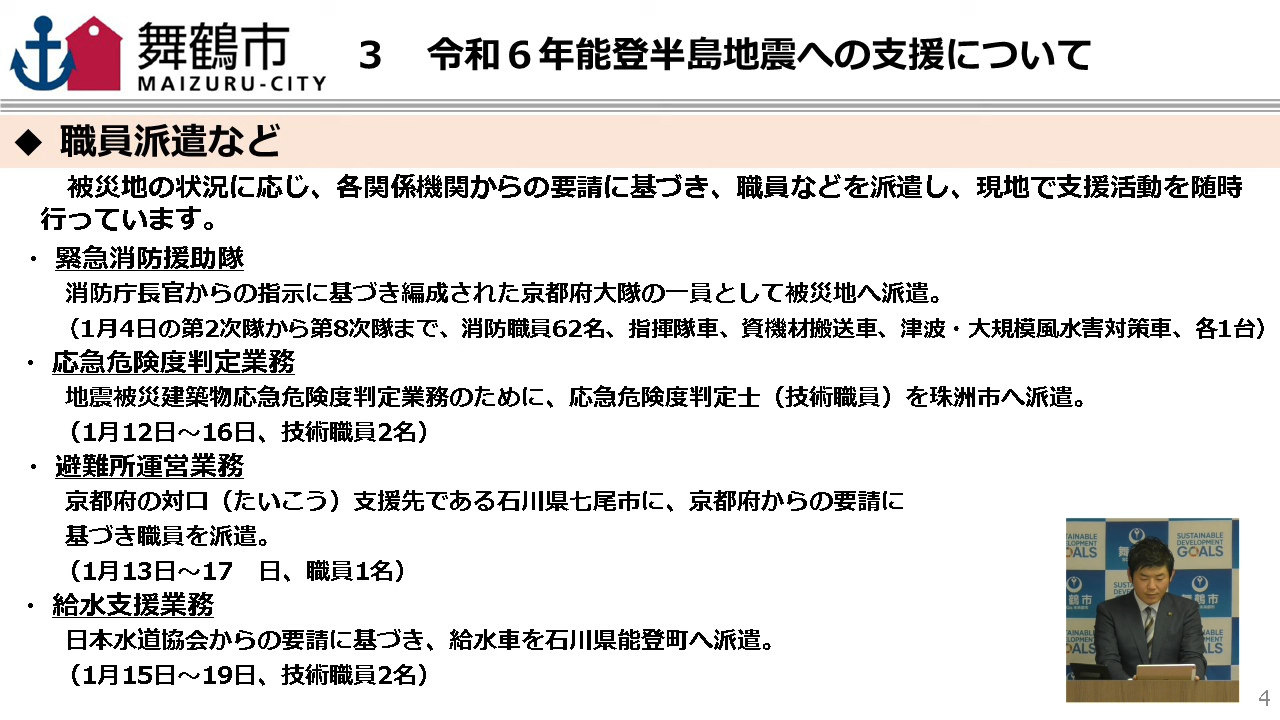 舞鶴市
MAIZURU-CITY
3　令和６年能登半島地震への支援について
◆ 職員派遣など
被災地の状況に応じ、各関係機関からの要請に基づき、職員などを派遣し、現地で支援活動を随時
行っています。
・ 緊急消防援助隊
消防庁長官からの指示に基づき編成された京都府大隊の一員として被災地へ派遣。
（1月4日の第2次隊から第8次隊まで、消防職員62名、指揮隊車、資機材搬送車、津波・大規模風水害対策車、各1台）
・ 応急危険度判定業務
地震被災建築物応急危険度判定業務のために、応急危険度判定士（技術職員）を珠洲市へ派遣。
（1月12日～16日、技術職員2名）
・ 避難所運営業務
京都府の対口（たいこう）支援先である石川県七尾市に、京都府からの要請に
基づき職員を派遣。
（1月13日～17　日、職員1名）
・ 給水支援業務
日本水道協会からの要請に基づき、給水車を石川県能登町へ派遣。
（1月15日～19日、技術職員2名）
SUSTAINABLE
DEVELOPMENT
GOALS
舞鶴市
4